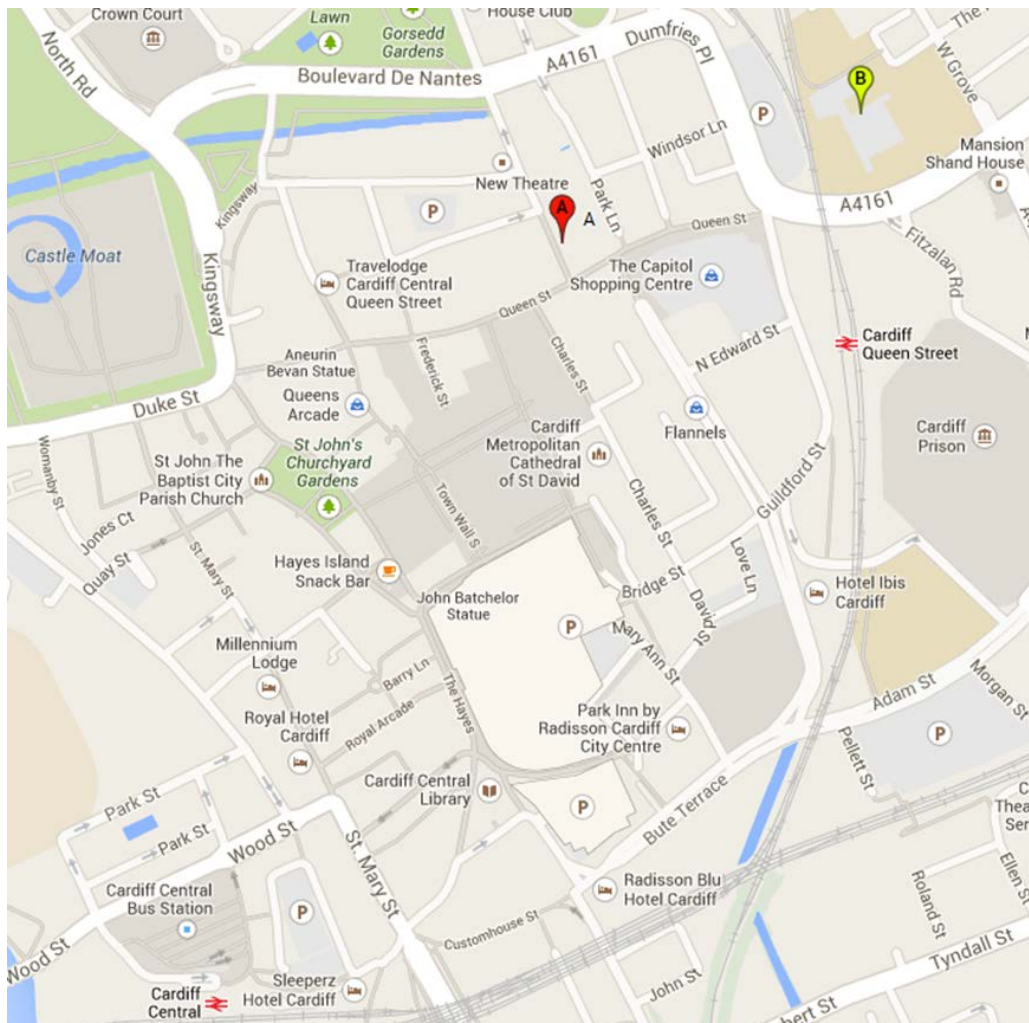 House Club
Crown Court
Lawn
Gorsedd
Gardens
North Rd
Boulevard De Nantes
A4161
Dumfries Pl
W Grove
B
P
Mansion
Shand House
Windsor Ln
New Theatre
Park Ln
A4161
Kingsway
P
A
A
Queen St
Fitzalan Rd
Castle Moat
Kingsway
Travelodge
Cardiff Central
Queen Street
The Capitol
Shopping Centre
Queen St
Cardiff
Queen Street
N Edward St
Charles St
Frederick St
Aneurin
Bevan Statue
Duke St
Queens
Arcade
Flannels
Cardiff
Prison
Womanby St
St John's
Churchyard
Gardens
Cardiff
Metropolitan
Cathedral
of St David
St John The
Baptist City
Parish Church
Guildford St
Town Wall S
Charles St
Jones Ct
Quay St
St. Mary St
Hayes Island
Snack Bar
Love Ln
Bridge St
Hotel Ibis
Cardiff
John Batchelor
Statue
P
St David
Mary Ann St
Millennium
Lodge
Barry Ln
The Hayes
Adam St
Morgan St
Royal Hotel
Cardiff
Royal Arcade
Park Inn by
Radisson Cardiff
City Centre
P
Pellett St
Cardiff Central
Library
P
Bute Terrace
Park St
Park St
Wood St
St. Mary St
Ellen St
Radisson Blu
Hotel Cardiff
Roland St
Cardiff Central
Bus Station
P
Customhouse St
Wood St
Tyndall St
Sleeperz
Hotel Cardiff
John St
Cardiff
Central